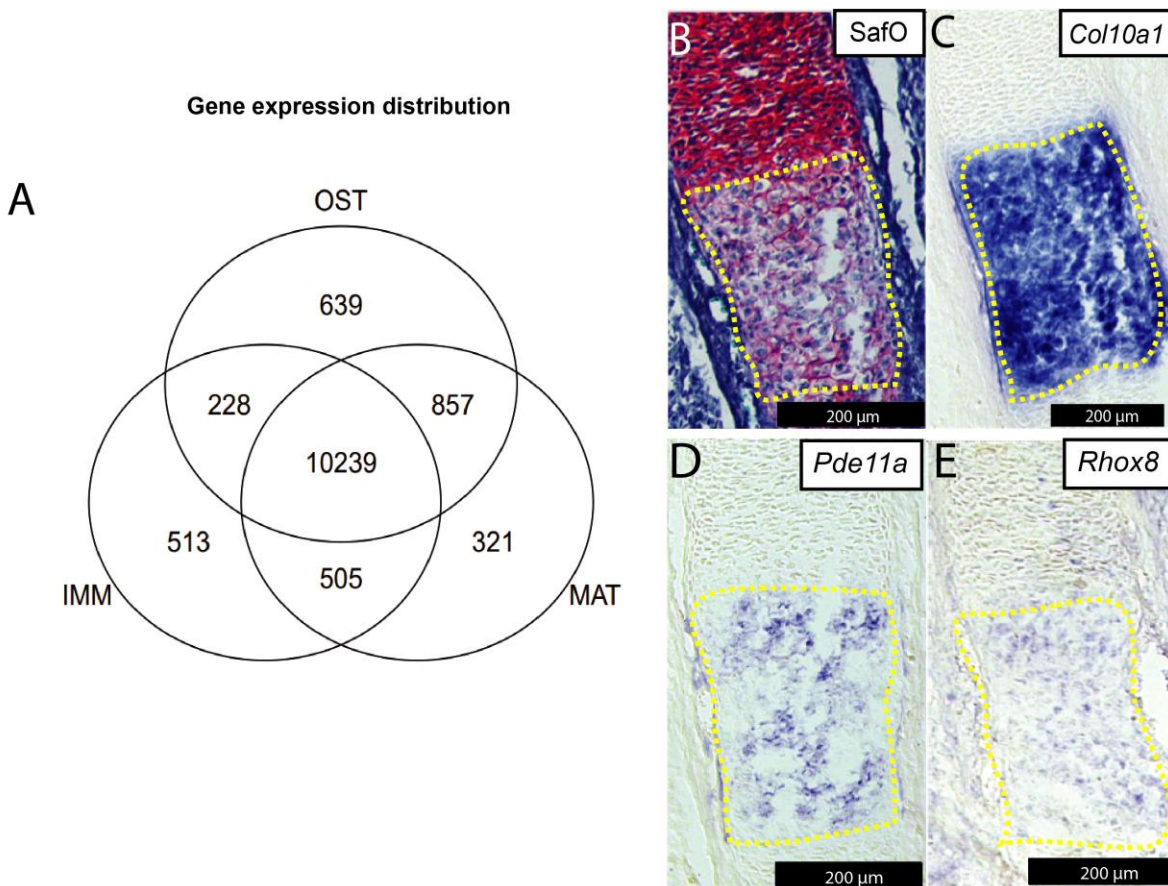 Gene expression distribution
A
OST
639
228
857
10239
513
321
505
IMM
MAT
B
SafO
200 μm
C
Col10a1
200 μm
D
Pde11a
200 μm
E
Rhox8
200 μm